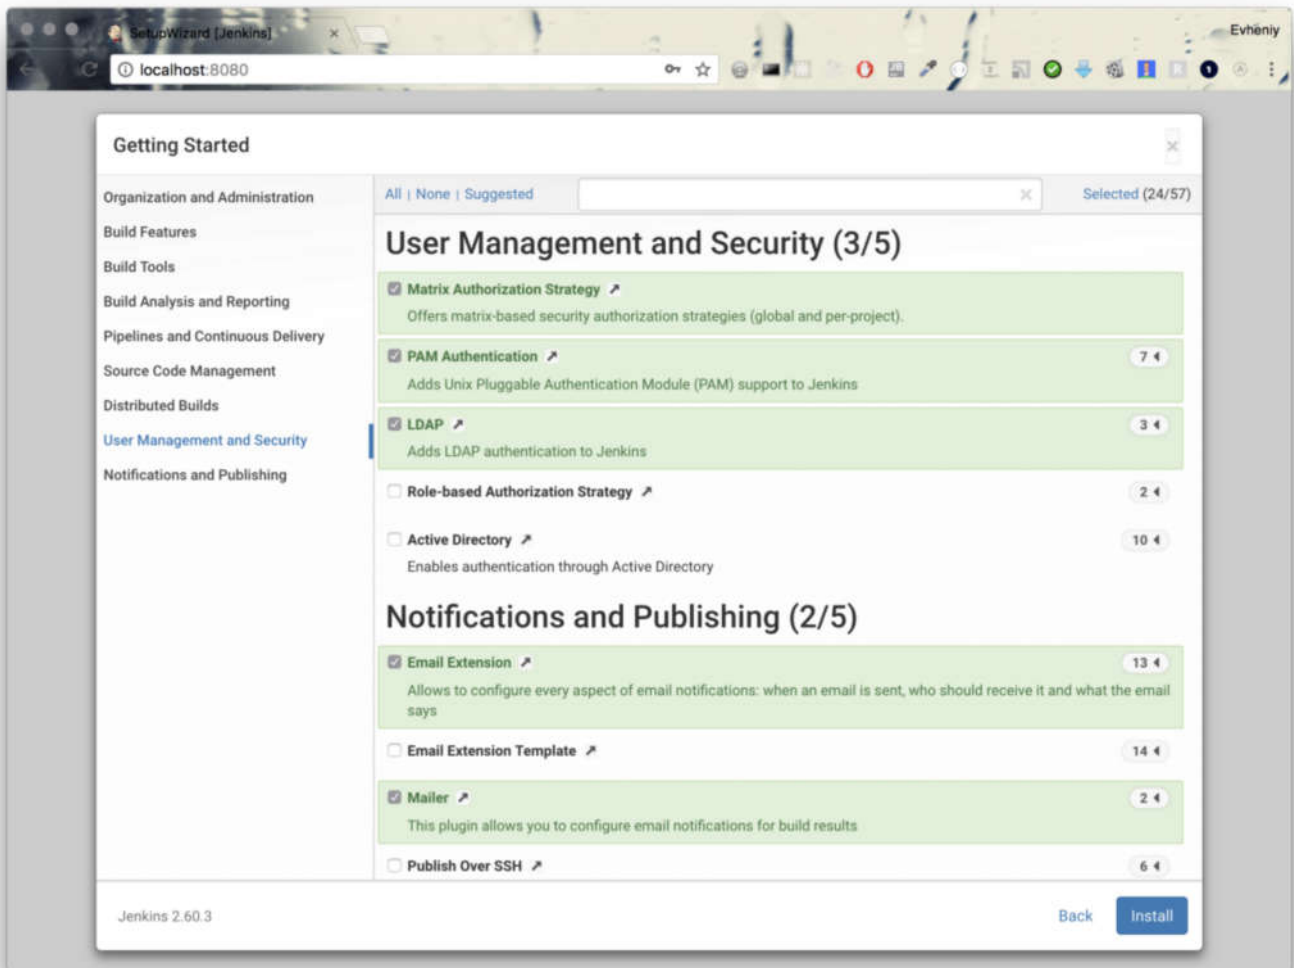 SetupWizard [Jenkins]
Evheniy
localhost:8080
Getting Started
Organization and Administration
Build Features
Build Tools
Build Analysis and Reporting
Pipelines and Continuous Delivery
Source Code Management
Distributed Builds
User Management and Security
Notifications and Publishing
All | None | Suggested
Selected (24/57)
User Management and Security (3/5)
Matrix Authorization Strategy
Offers matrix-based security authorization strategies (global and per-project).
PAM Authentication 7
Adds Unix Pluggable Authentication Module (PAM) support to Jenkins
LDAP 3
Adds LDAP authentication to Jenkins
Role-based Authorization Strategy 2
Active Directory 10
Enables authentication through Active Directory
Notifications and Publishing (2/5)
Email Extension 13
Allows to configure every aspect of email notifications: when an email is sent, who should receive it and what the email
says
Email Extension Template 14
Mailer 2
This plugin allows you to configure email notifications for build results
Publish Over SSH 6
Jenkins 2.60.3
Back
Install